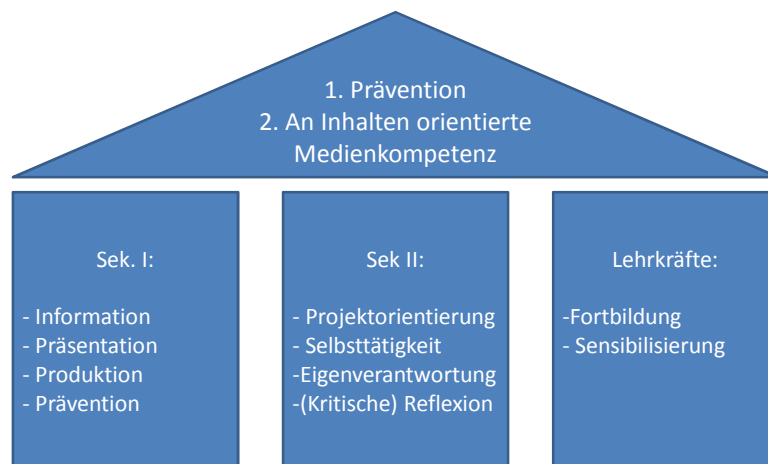 1. Prävention
2. An Inhalten orientierte
Medienkompetenz
Sek. I:
- Information
- Präsentation
- Produktion
- Prävention
Sek II:
- Projektorientierung
- Selbsttätigkeit
-Eigenverantwortung
-(Kritische) Reflexion
Lehrkräfte:
-Fortbildung
- Sensibilisierung